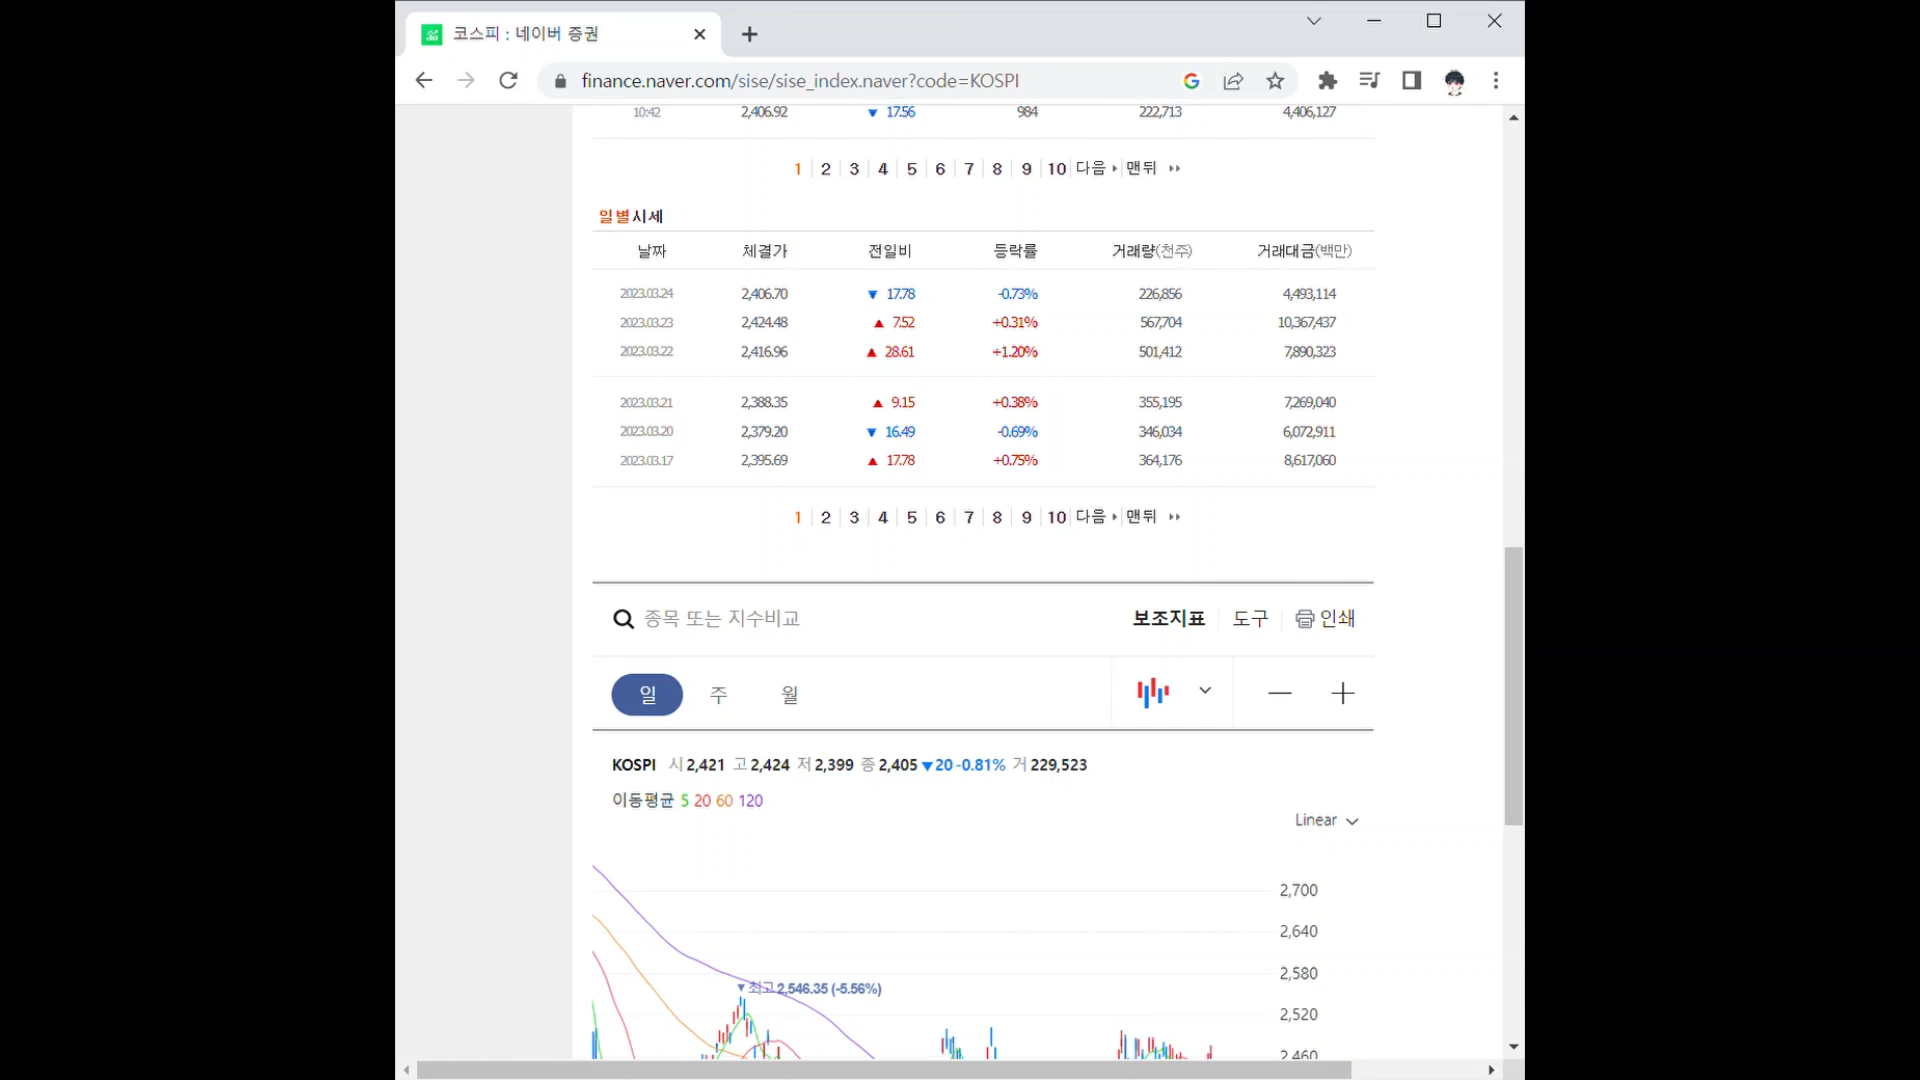 코스피 : 네이버 증권
finance.naver.com/sise/sise_index.naver?code=KOSPI
10:42 2,406.92 ▼ 17.56 984 222,713 4,406,127
1 2 3 4 5 6 7 8 9 10 다음 맨뒤
일별시세
날짜 체결가 전일비 등락률 거래량(천주) 거래대금(백만)
2023.03.24 2,406.70 ▼ 17.78 -0.73% 226,856 4,493,114
2023.03.23 2,424.48 ▲ 7.52 +0.31% 567,704 10,367,437
2023.03.22 2,416.96 ▲ 28.61 +1.20% 501,412 7,890,323
2023.03.21 2,388.35 ▲ 9.15 +0.38% 355,195 7,269,040
2023.03.20 2,379.20 ▼ 16.49 -0.69% 346,034 6,072,911
2023.03.17 2,395.69 ▲ 17.78 +0.75% 364,176 8,617,060
1 2 3 4 5 6 7 8 9 10 다음 맨뒤
종목 또는 지수비교 보조지표 도구 인쇄
일 주 월
KOSPI 시 2,421 고 2,424 저 2,399 종 2,405 ▼20 -0.81% 거 229,523
이동평균 5 20 60 120
Linear
2,700
2,640
2,580
▼최고 2,546.35 (-5.56%)
2,520
2,460